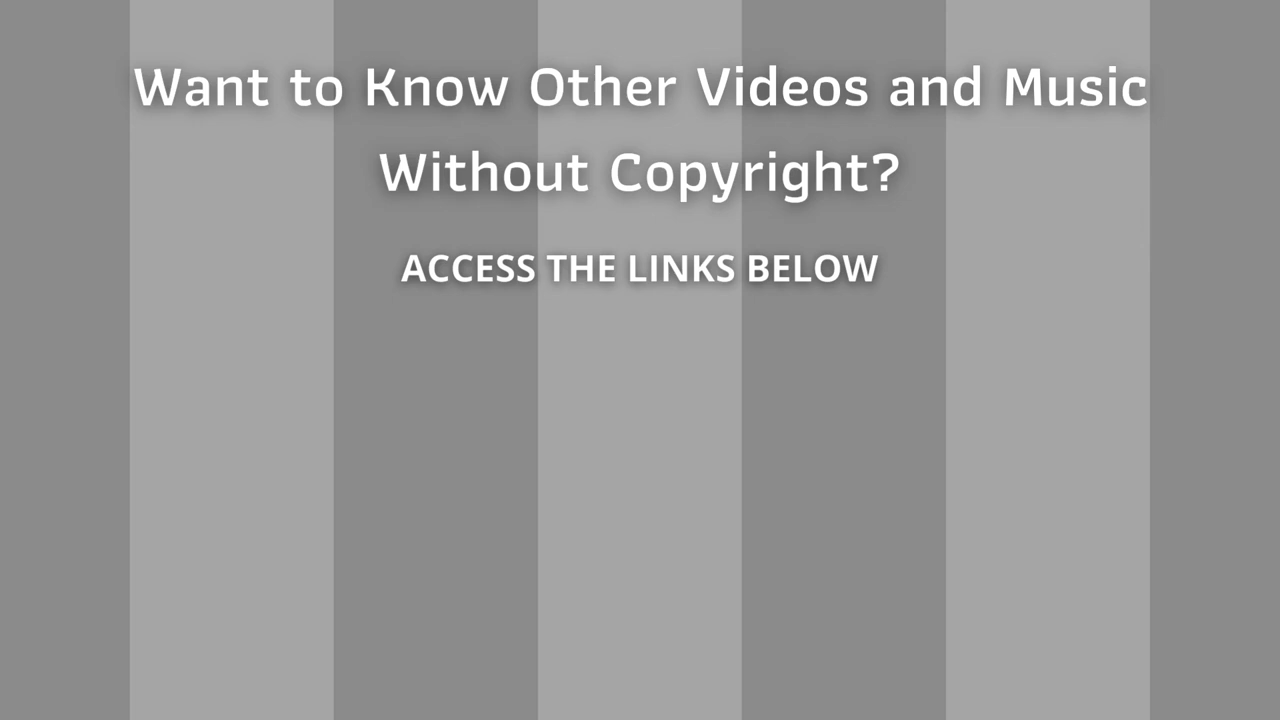 Want to Know Other Videos and Music
Without Copyright?
ACCESS THE LINKS BELOW